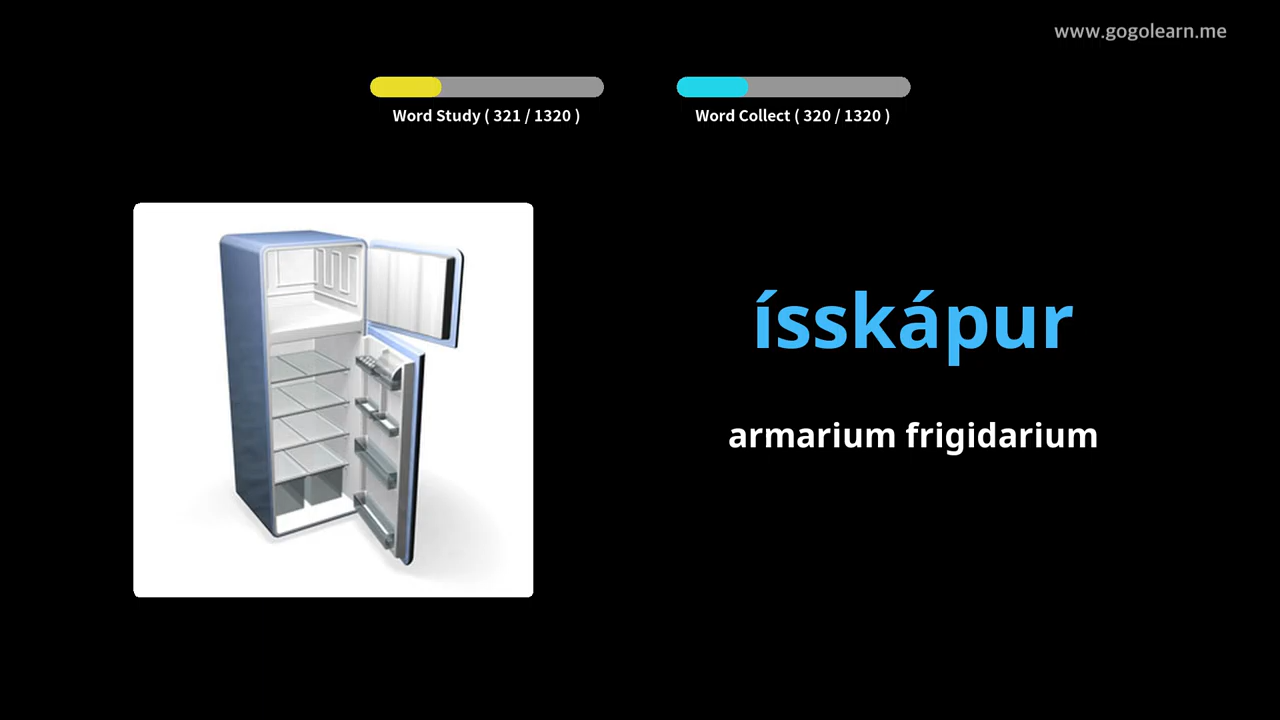 www.gogolearn.me
Word Study ( 321 / 1320 )
Word Collect ( 320 / 1320 )
ísskápur
armarium frigidarium